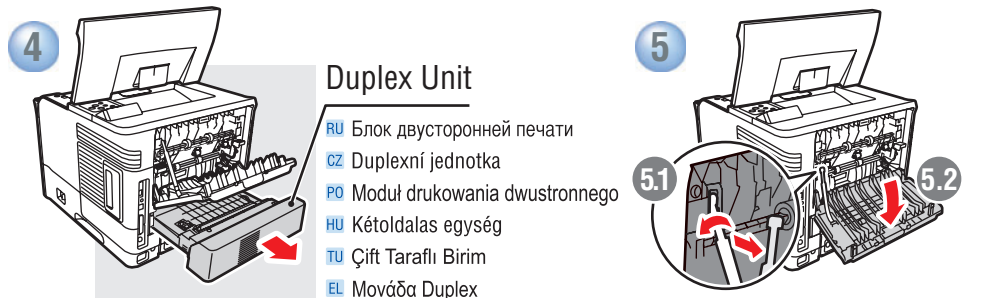 4
Duplex Unit
RU Блок двусторонней печати
CZ Duplexní jednotka
PO Moduł drukowania dwustronnego
HU Kétoldalas egység
TU Çift Taraflı Birim
EL Μονάδα Duplex
5
5.1
5.2